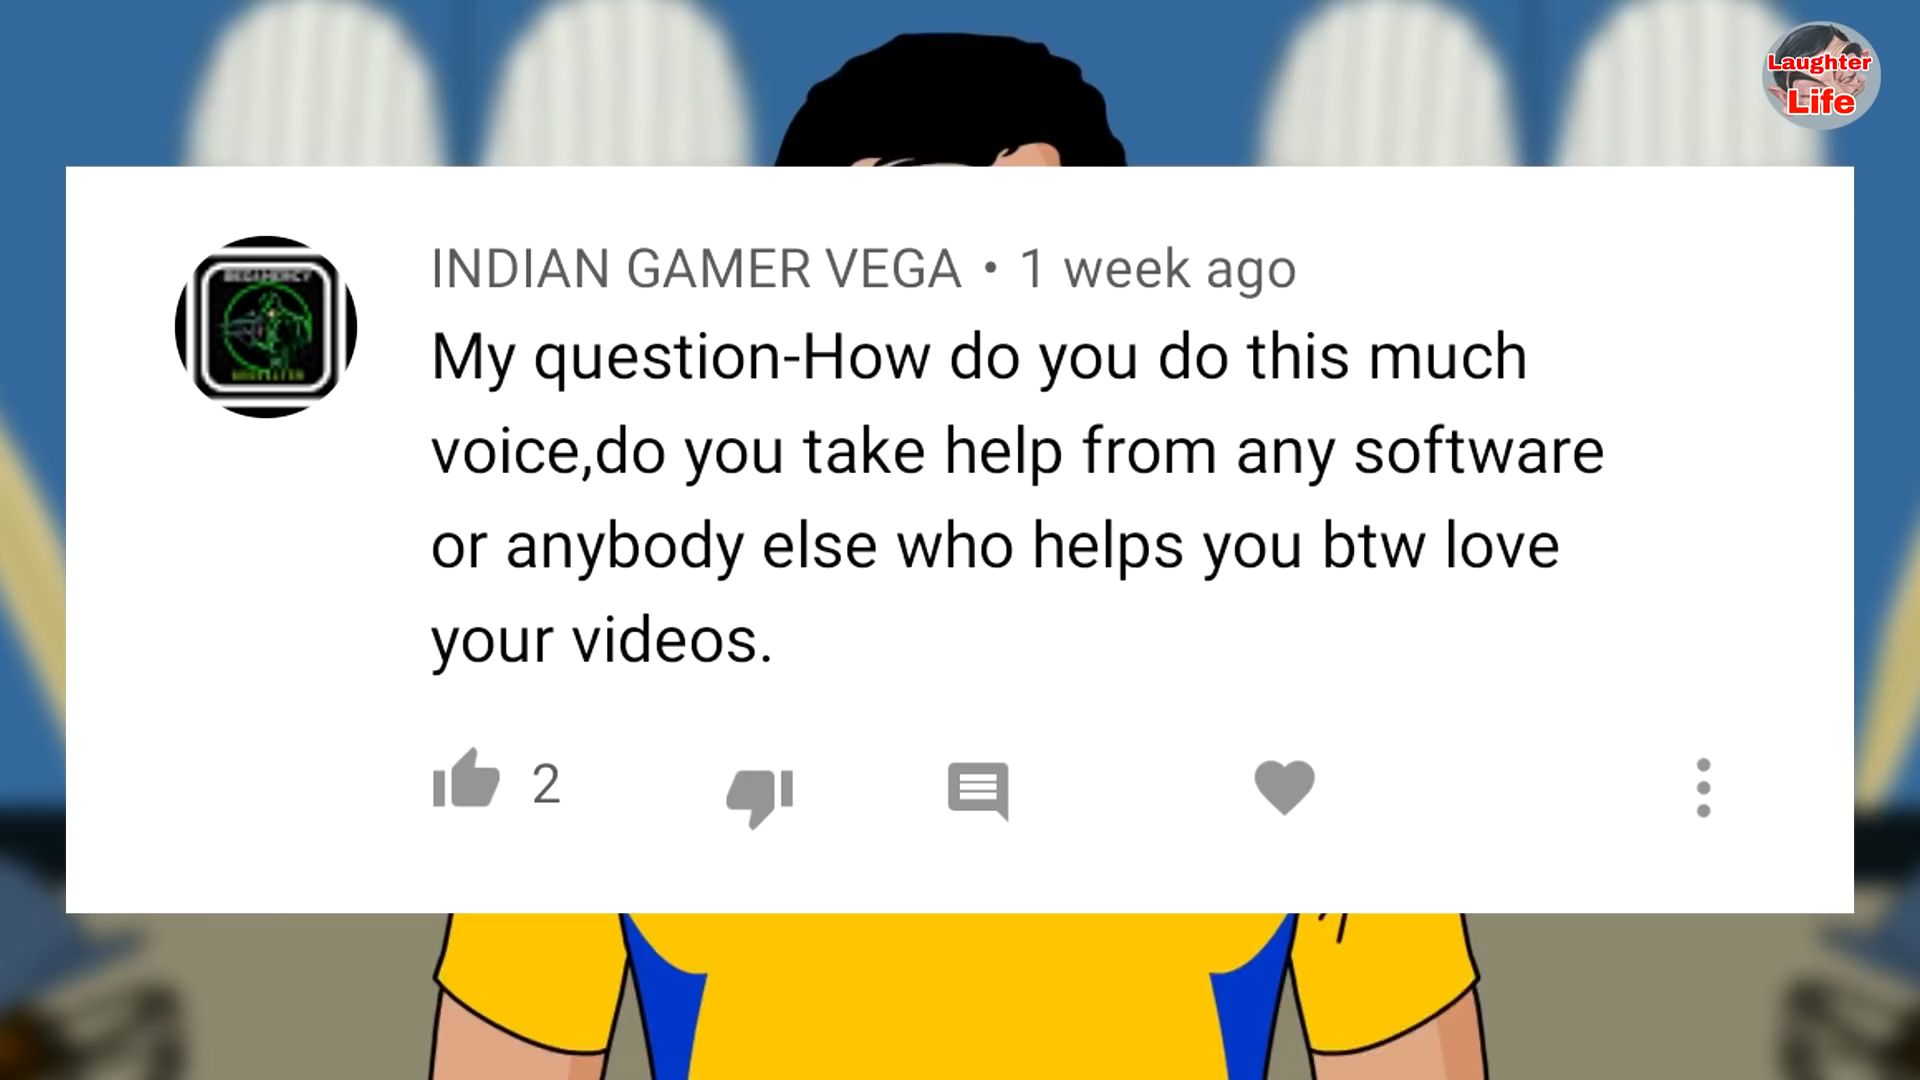 Laughter
Life
INDIAN GAMER VEGA • 1 week ago
My question-How do you do this much
voice,do you take help from any software
or anybody else who helps you btw love
your videos.
2